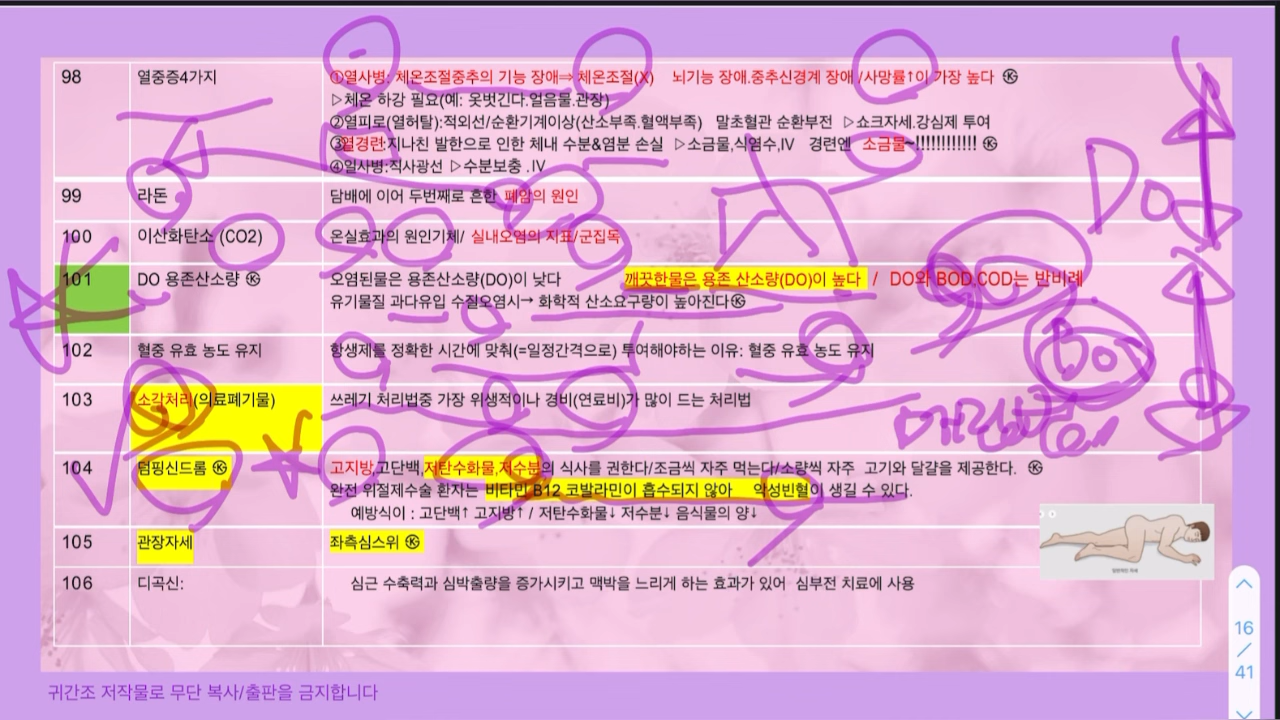 98 열중증4가지 ①열사병: 체온조절중추의 기능 장애⇒ 체온조절(X) 뇌기능 장애.중추신경계 장애 /사망률↑이 가장 높다 Ⓚ
▷체온 하강 필요(예: 옷벗긴다.얼음물.관장)
②열피로(열허탈):적외선/순환기계이상(산소부족.혈액부족) 말초혈관 순환부전 ▷쇼크자세.강심제 투여
③열경련:지나친 발한으로 인한 체내 수분&염분 손실 ▷소금물,식염수,IV 경련엔 소금물~!!!!!!!!!!!! Ⓚ
④일사병:직사광선 ▷수분보충 .IV
99 라돈 담배에 이어 두번째로 흔한 폐암의 원인
100 이산화탄소 (CO2) 온실효과의 원인기체/ 실내오염의 지표/군집독
101 DO 용존산소량 Ⓚ 오염된물은 용존산소량(DO)이 낮다 깨끗한물은 용존 산소량(DO)이 높다 / DO와 BOD,COD는 반비례
유기물질 과다유입 수질오염시→ 화학적 산소요구량이 높아진다Ⓚ
102 혈중 유효 농도 유지 항생제를 정확한 시간에 맞춰(=일정간격으로) 투여해야하는 이유: 혈중 유효 농도 유지
103 소각처리(의료폐기물) 쓰레기 처리법중 가장 위생적이나 경비(연료비)가 많이 드는 처리법
104 덤핑신드롬 Ⓚ 고지방,고단백,저탄수화물,저수분의 식사를 권한다/조금씩 자주 먹는다/소량씩 자주 고기와 달걀을 제공한다. Ⓚ
완전 위절제수술 환자는 비타민 B12 코발라민이 흡수되지 않아 악성빈혈이 생길 수 있다.
예방식이 : 고단백↑ 고지방↑ / 저탄수화물↓ 저수분↓ 음식물의 양↓
105 관장자세 좌측심스위 Ⓚ
106 디곡신: 심근 수축력과 심박출량을 증가시키고 맥박을 느리게 하는 효과가 있어 심부전 치료에 사용
DO
16
/
41
귀간조 저작물로 무단 복사/출판을 금지합니다